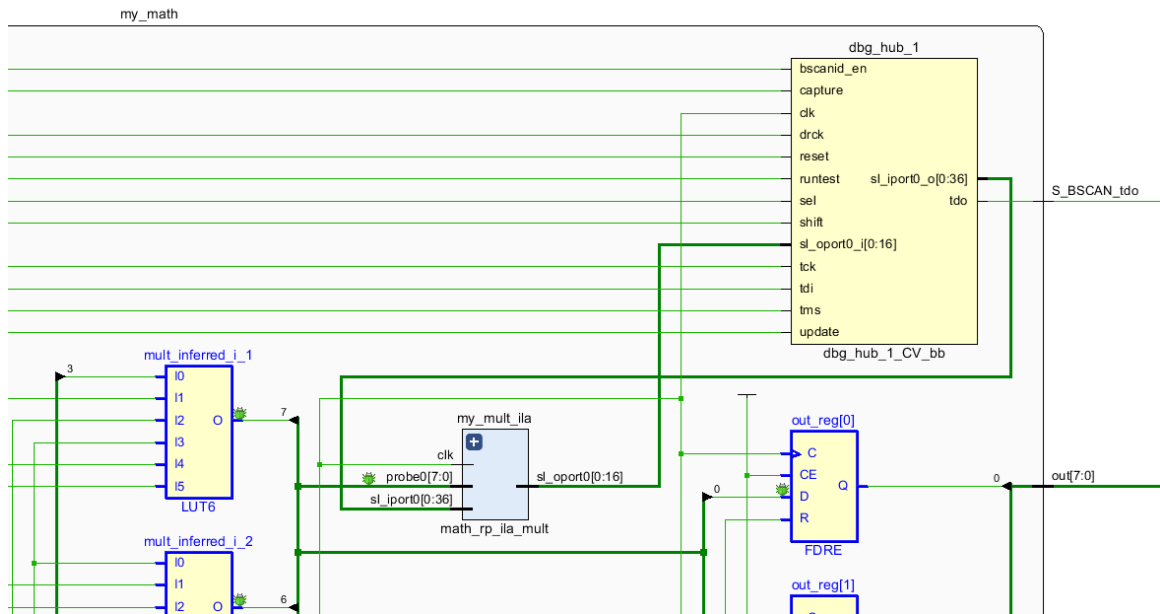 my_math
dbg_hub_1
bscanid_en
capture
clk
drck
reset
runtest
sl_iport0_o[0:36]
sel
tdo
shift
sl_oport0_i[0:16]
tck
tdi
tms
update
dbg_hub_1_CV_bb
S_BSCAN_tdo
mult_inferred_i_1
3
I0
I1
I2
O
7
I3
I4
I5
LUT6
my_mult_ila
clk
probe0[7:0]
sl_oport0[0:16]
sl_iport0[0:36]
math_rp_ila_mult
out_reg[0]
C
CE
Q
0
out[7:0]
0
D
R
FDRE
mult_inferred_i_2
I0
I1
I2
O
6
out_reg[1]